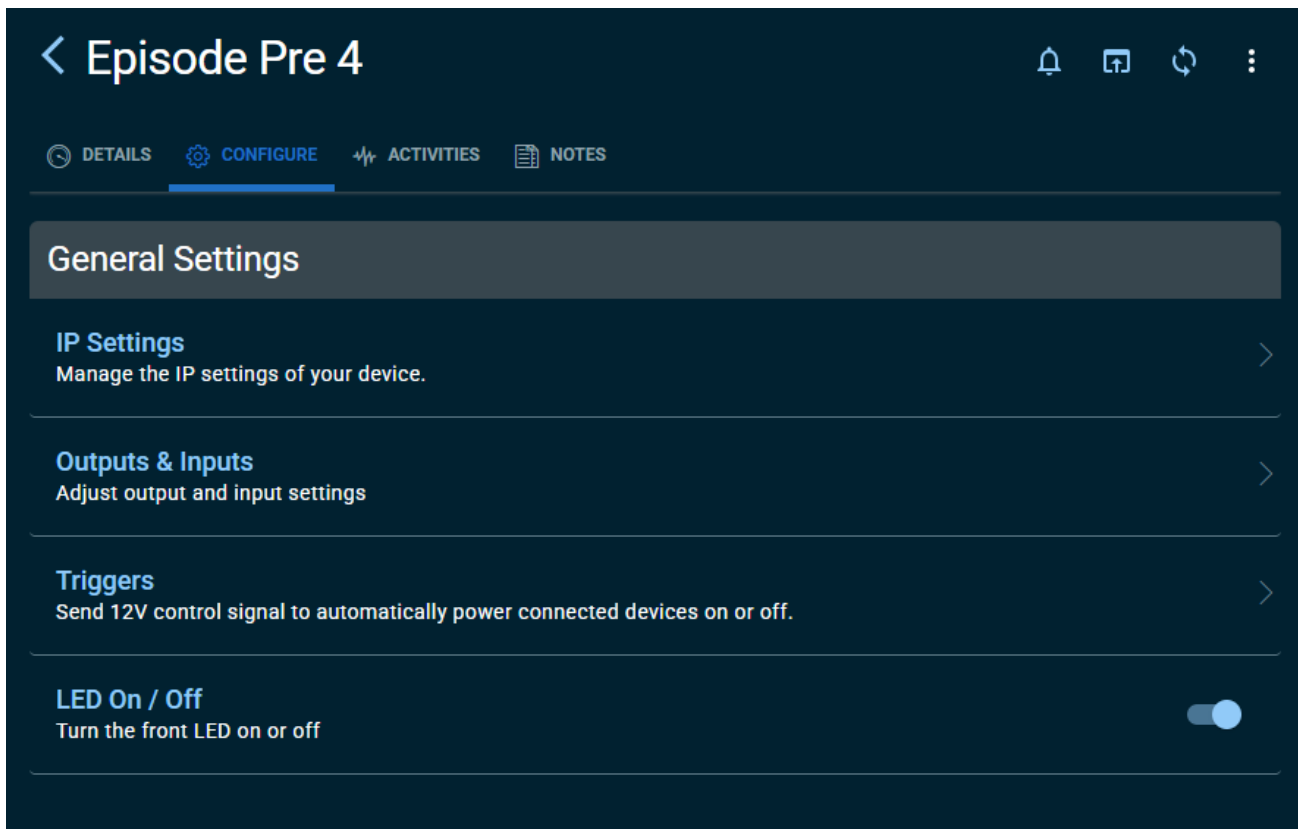 Episode Pre 4
DETAILS CONFIGURE ACTIVITIES NOTES
General Settings
IP Settings
Manage the IP settings of your device.
Outputs & Inputs
Adjust output and input settings
Triggers
Send 12V control signal to automatically power connected devices on or off.
LED On / Off
Turn the front LED on or off